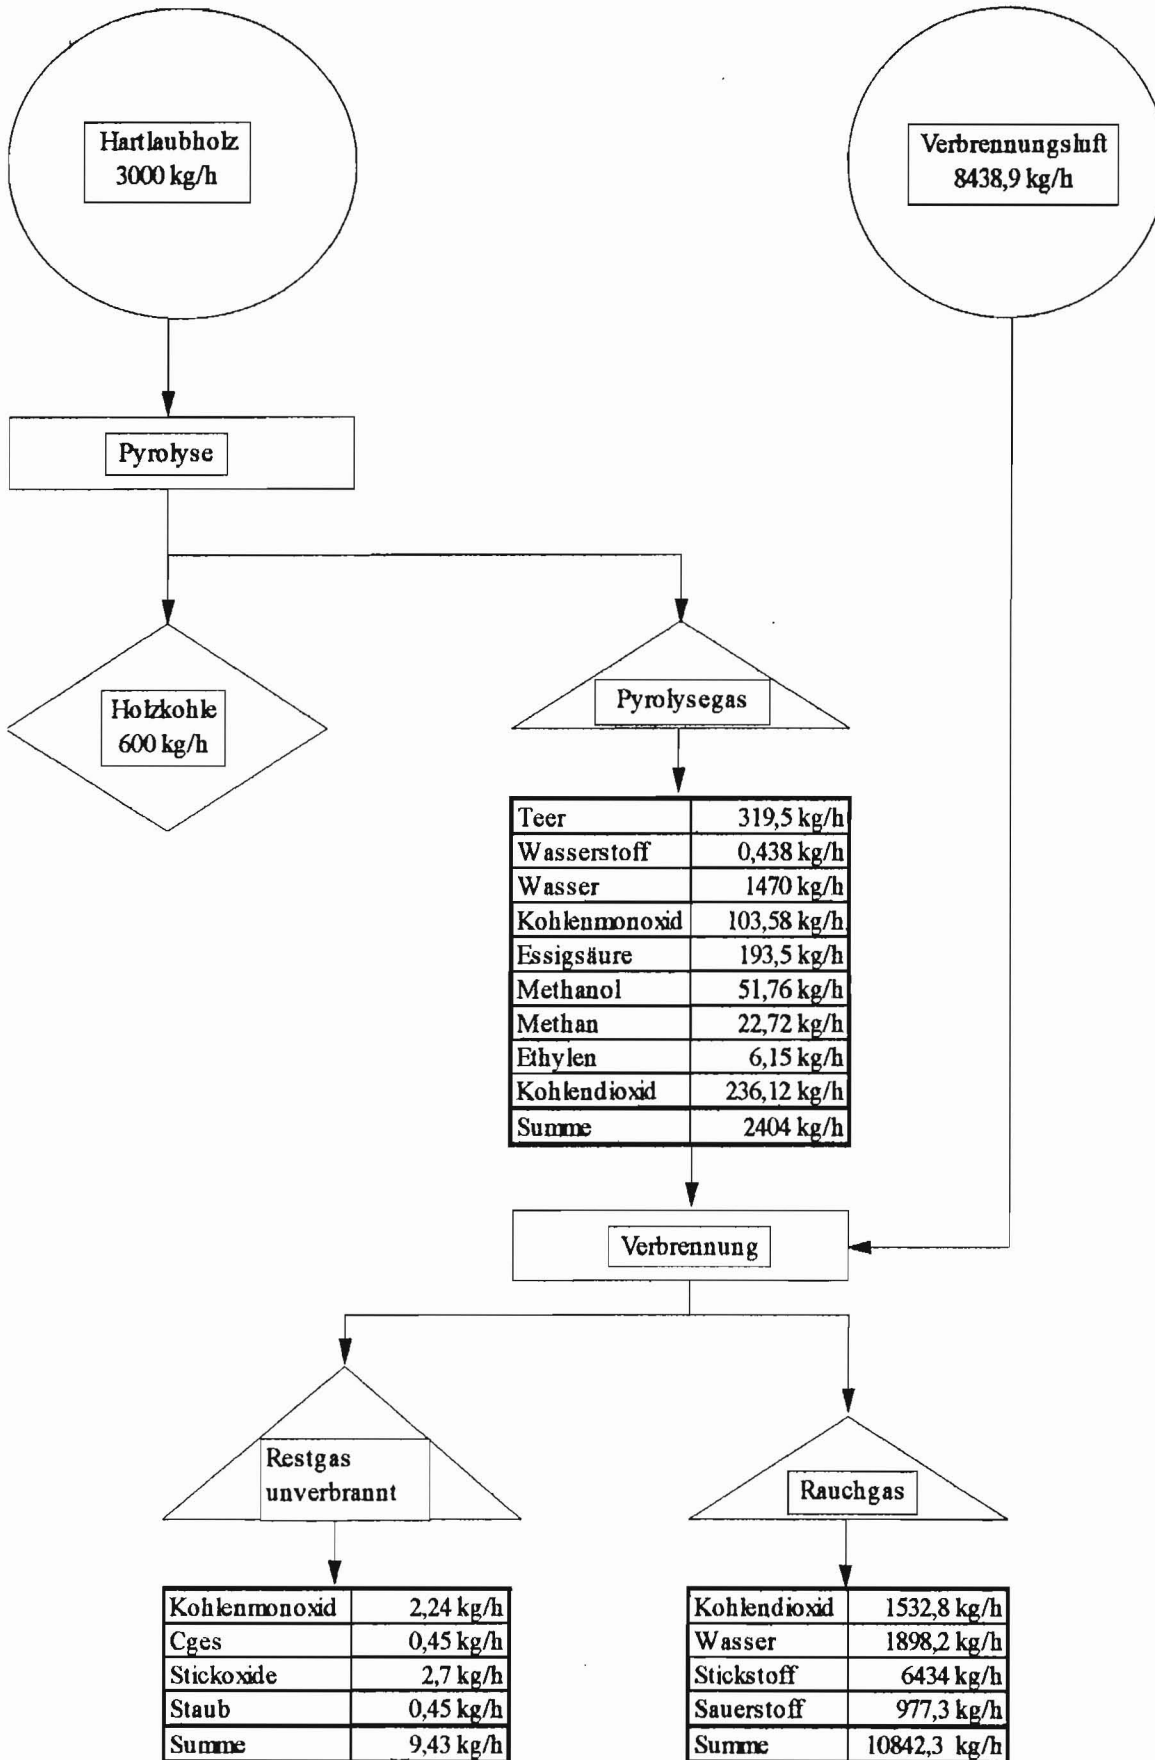 Hartlaubholz
3000 kg/h
Verbrennungsluft
8438,9 kg/h
Pyrolyse
Holzkohle
600 kg/h
Pyrolysegas
Teer 319,5 kg/h
Wasserstoff 0,438 kg/h
Wasser 1470 kg/h
Kohlenmonoxid 103,58 kg/h
Essigsäure 193,5 kg/h
Methanol 51,76 kg/h
Methan 22,72 kg/h
Ethylen 6,15 kg/h
Kohlendioxid 236,12 kg/h
Summe 2404 kg/h
Verbrennung
Restgas
unverbrannt
Rauchgas
Kohlenmonoxid 2,24 kg/h
Cges 0,45 kg/h
Stickoxide 2,7 kg/h
Staub 0,45 kg/h
Summe 9,43 kg/h
Kohlendioxid 1532,8 kg/h
Wasser 1898,2 kg/h
Stickstoff 6434 kg/h
Sauerstoff 977,3 kg/h
Summe 10842,3 kg/h